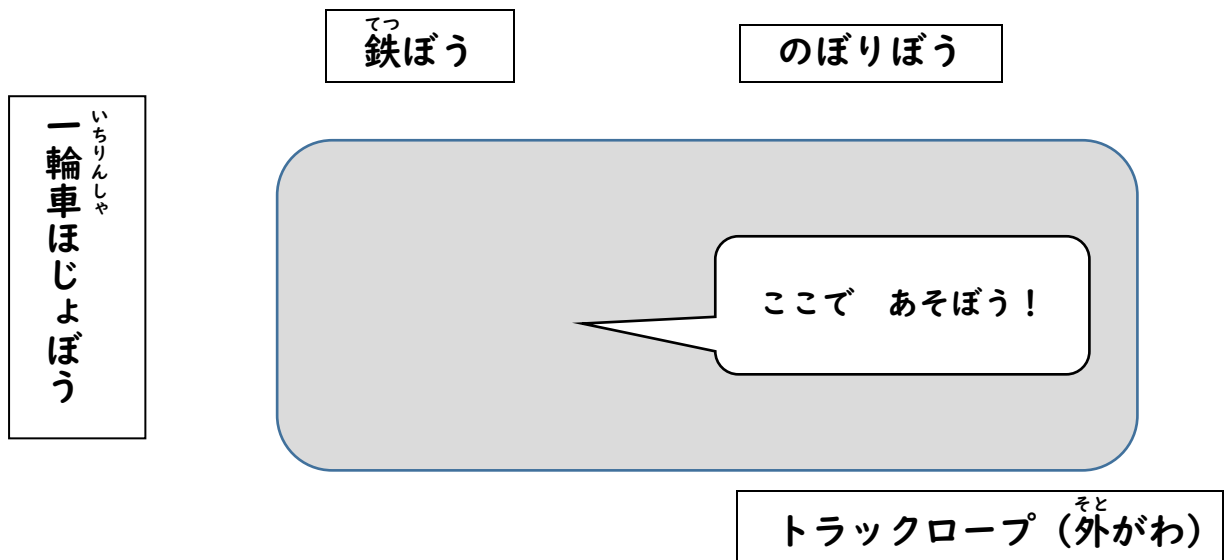 鉄ぼう
てつ
のぼりぼう
一輪車ほじょぼう
いちりんしゃ
ここで　あそぼう！
トラックロープ（外がわ）
そと